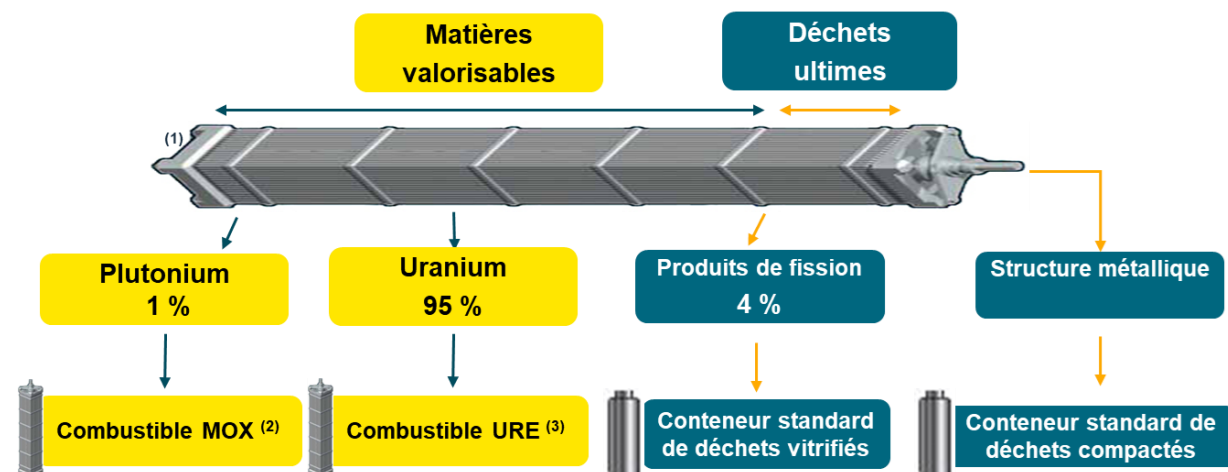 Matières
valorisables
Déchets
ultimes
(1)
Plutonium
1 %
Uranium
95 %
Produits de fission
4 %
Structure métallique
Combustible MOX (2)
Combustible URE (3)
Conteneur standard
de déchets vitrifiés
Conteneur standard de
déchets compactés